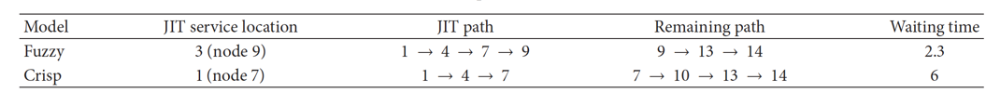 Model JIT service location JIT path Remaining path Waiting time
Fuzzy 3 (node 9) 1 → 4 → 7 → 9 9 → 13 → 14 2.3
Crisp 1 (node 7) 1 → 4 → 7 7 → 10 → 13 → 14 6